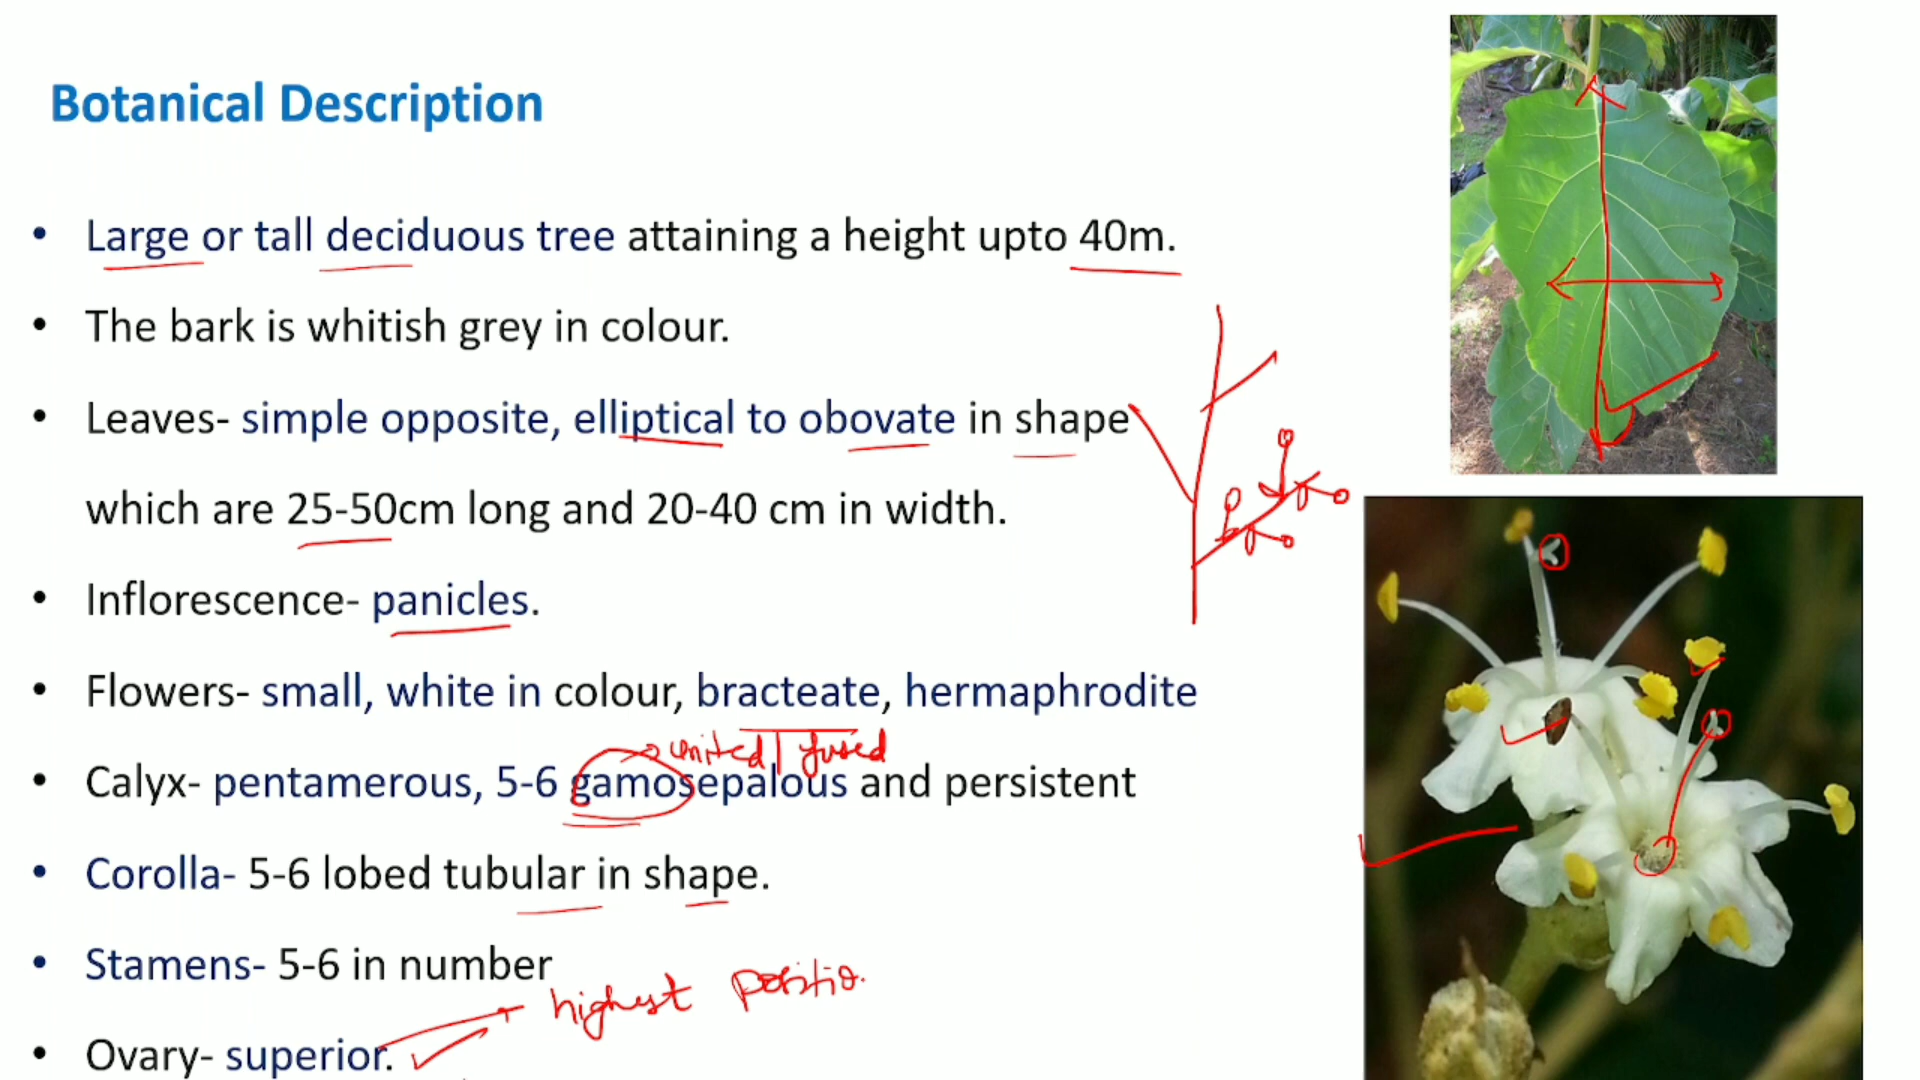 Botanical Description
• Large or tall deciduous tree attaining a height upto 40m.
• The bark is whitish grey in colour.
• Leaves- simple opposite, elliptical to obovate in shape
which are 25-50cm long and 20-40 cm in width.
• Inflorescence- panicles.
• Flowers- small, white in colour, bracteate, hermaphrodite
united | fused
• Calyx- pentamerous, 5-6 gamosepalous and persistent
• Corolla- 5-6 lobed tubular in shape.
• Stamens- 5-6 in number
highest
• Ovary- superior.